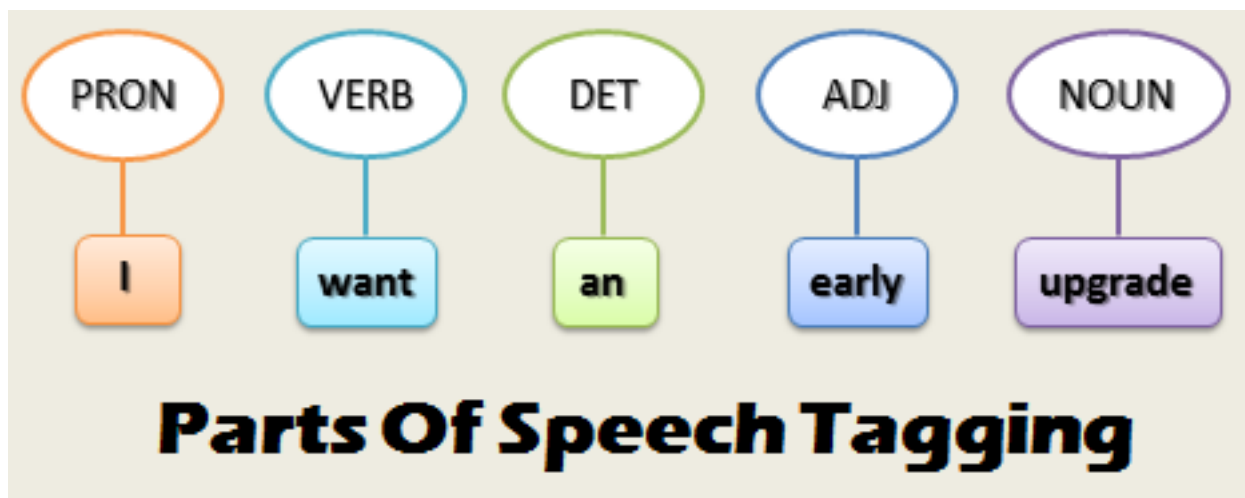 PRON VERB DET ADJ NOUN
I want an early upgrade
Parts Of Speech Tagging